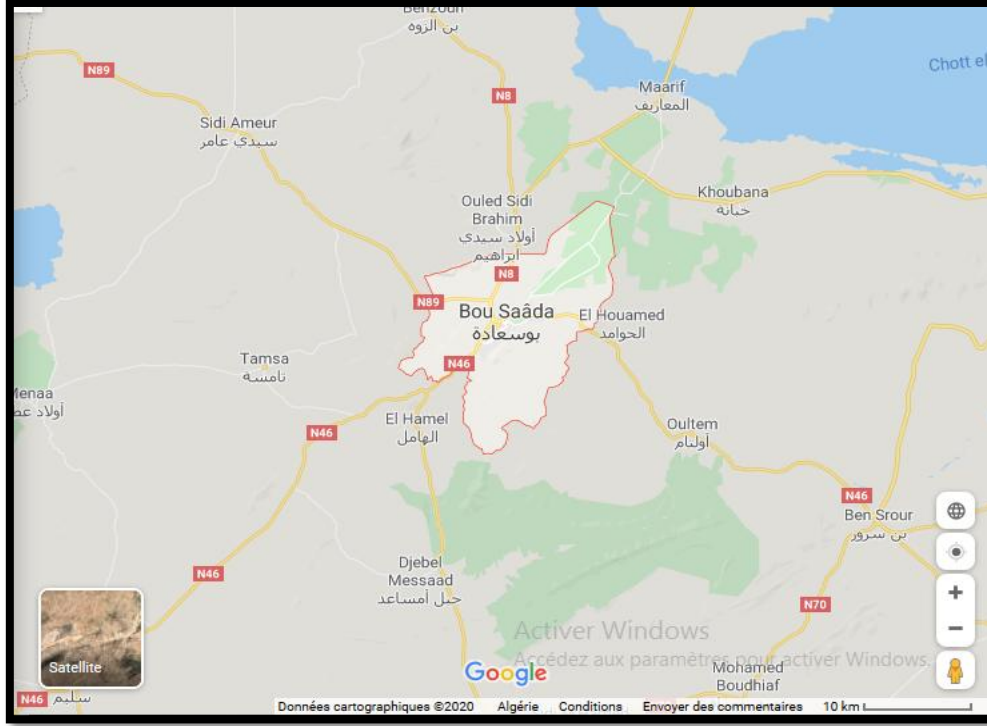 بن الزوه
Chott el
N89
N8
Maarif
المعاريف
Sidi Ameur
سيدي عامر
Khoubana
خبانة
Ouled Sidi
Brahim
أولاد سيدي
ابراهيم
N8
N89
Bou Saâda
بوسعادة
El Houamed
الحوامد
N46
Tamsa
تامسة
Menaa
أولاد عص
El Hamel
الهامل
N46
Oultem
أولتام
N46
Ben Srour
بن سرور
Djebel
Messaad
جبل أمساعد
N46
N70
Activer Windows
Accédez aux paramètres pour activer Windows.
Satellite
Google
Mohamed
Boudhiaf
N46
سليم
Données cartographiques ©2020 Algérie Conditions Envoyer des commentaires 10 km